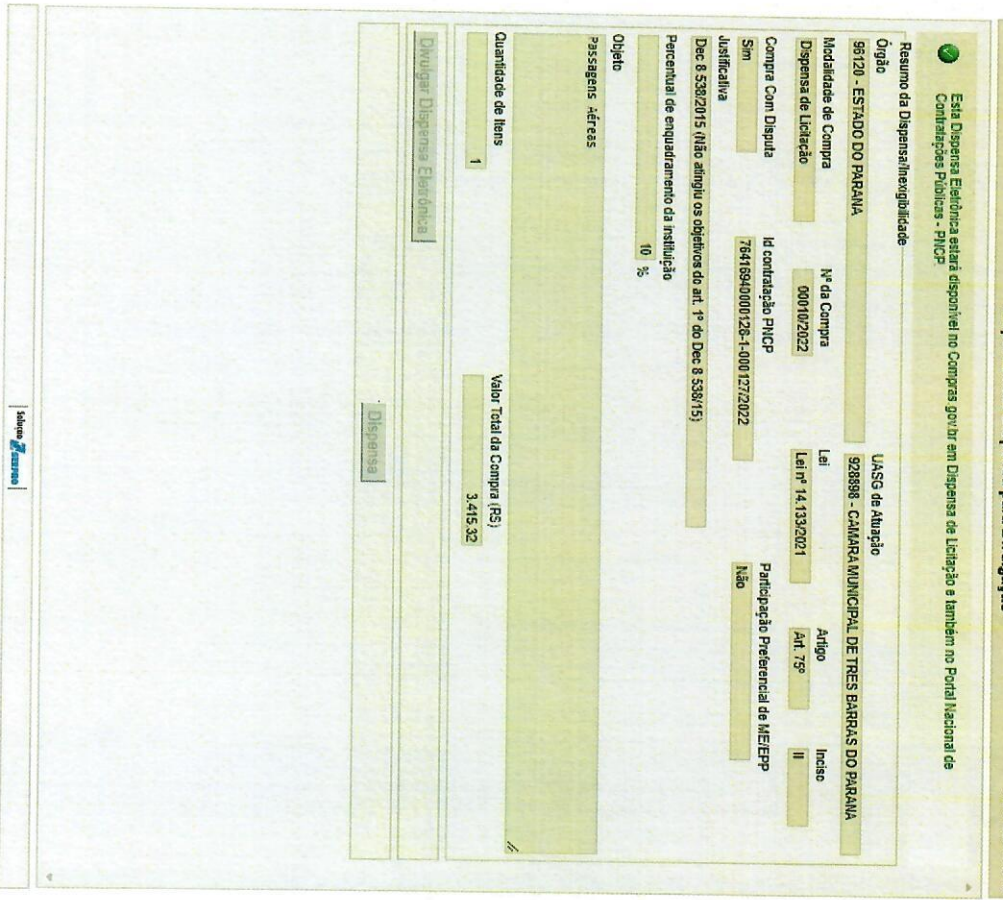 Esta Dispensa Eletrônica estará disponível no Compras.gov.br em Dispensa de Licitação e também no Portal Nacional de
Contratações Públicas - PNCP.
Resumo da Dispensa/Inexigibilidade
Órgão UASG de Atuação
96120 - ESTADO DO PARANA 928898 - CAMARA MUNICIPAL DE TRES BARRAS DO PARANA
Modalidade de Compra Nº da Compra Lei Artigo Inciso
Dispensa de Licitação 00010/2022 Lei nº 14.133/2021 Art. 75º II
Compra Com Disputa Id contratação PNCP Participação Preferencial de ME/EPP
Sim 76416940000126-1-000127/2022 Não
Justificativa
Dec 8.538/2015 (Não atingiu os objetivos do art. 1º do Dec 8.538/15)
Percentual de enquadramento da instituição
10 %
Objeto
Passagens Aéreas
Quantidade de Itens Valor Total da Compra (R$)
1 3.415,32
Divulgar Dispensa Eletrônica
Dispensa
Solução SERPRO